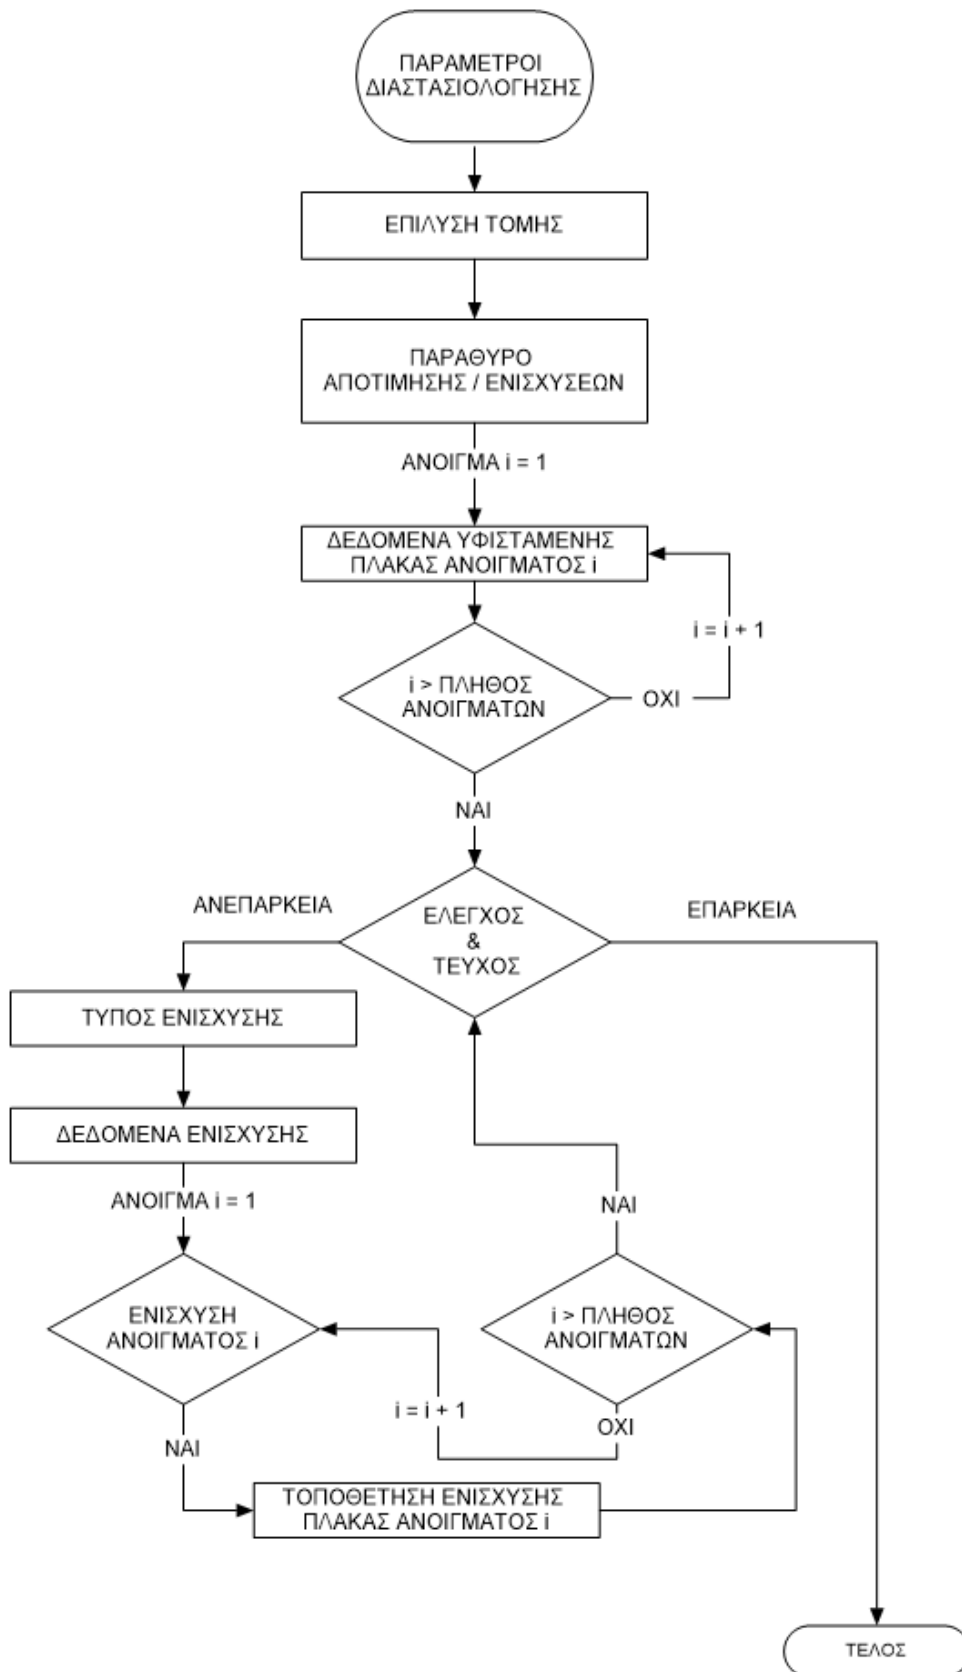 ΠΑΡΑΜΕΤΡΟΙ
ΔΙΑΣΤΑΣΙΟΛΟΓΗΣΗΣ
ΕΠΙΛΥΣΗ ΤΟΜΗΣ
ΠΑΡΑΘΥΡΟ
ΑΠΟΤΙΜΗΣΗΣ / ΕΝΙΣΧΥΣΕΩΝ
ΑΝΟΙΓΜΑ i = 1
ΔΕΔΟΜΕΝΑ ΥΦΙΣΤΑΜΕΝΗΣ
ΠΛΑΚΑΣ ΑΝΟΙΓΜΑΤΟΣ i
i = i + 1
i > ΠΛΗΘΟΣ
ΑΝΟΙΓΜΑΤΩΝ
ΟΧΙ
ΝΑΙ
ΑΝΕΠΑΡΚΕΙΑ
ΕΛΕΓΧΟΣ
&
ΤΕΥΧΟΣ
ΕΠΑΡΚΕΙΑ
ΤΥΠΟΣ ΕΝΙΣΧΥΣΗΣ
ΔΕΔΟΜΕΝΑ ΕΝΙΣΧΥΣΗΣ
ΑΝΟΙΓΜΑ i = 1
ΝΑΙ
ΕΝΙΣΧΥΣΗ
ΑΝΟΙΓΜΑΤΟΣ i
i > ΠΛΗΘΟΣ
ΑΝΟΙΓΜΑΤΩΝ
i = i + 1
ΟΧΙ
ΝΑΙ
ΤΟΠΟΘΕΤΗΣΗ ΕΝΙΣΧΥΣΗΣ
ΠΛΑΚΑΣ ΑΝΟΙΓΜΑΤΟΣ i
ΤΕΛΟΣ